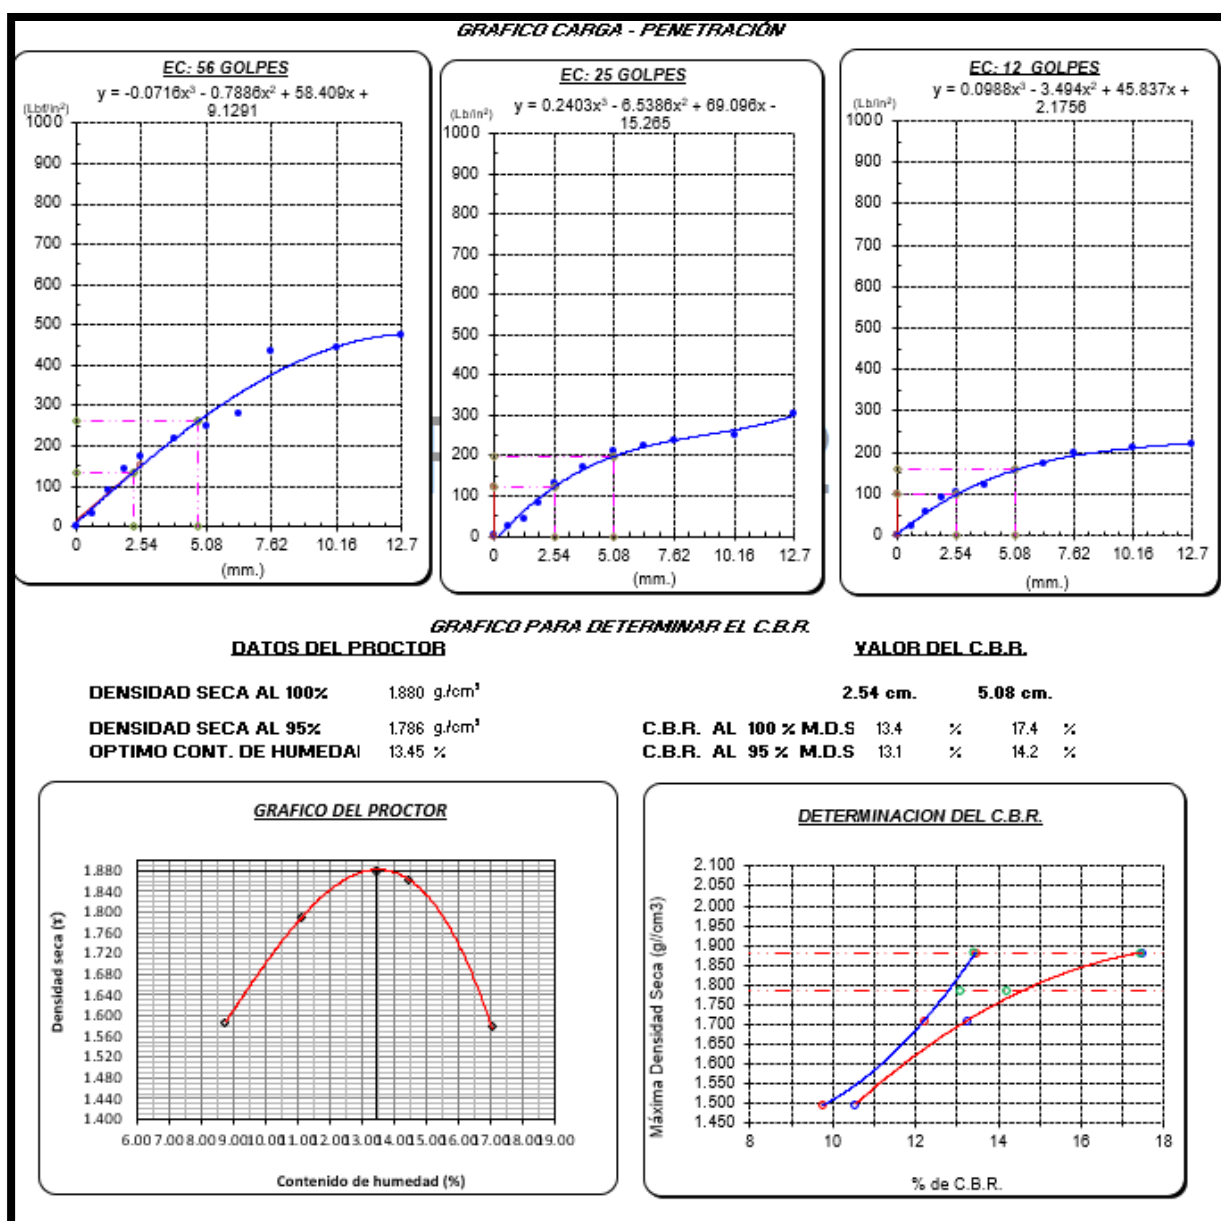 GRAFICO CARGA - PENETRACIÓN
EC: 56 GOLPES
y = -0.0716x³ - 0.7886x² + 58.409x +
9.1291
(Lbf/in²)
1000
900
800
700
600
500
400
300
200
100
0
0 2.54 5.08 7.62 10.16 12.7
(mm.)
EC: 25 GOLPES
y = 0.2403x³ - 6.5386x² + 69.096x -
15.265
(Lb/in²)
1000
900
800
700
600
500
400
300
200
100
0
0 2.54 5.08 7.62 10.16 12.7
(mm.)
EC: 12 GOLPES
y = 0.0988x³ - 3.494x² + 45.837x +
2.1756
(Lb/in²)
1000
900
800
700
600
500
400
300
200
100
0
0 2.54 5.08 7.62 10.16 12.7
(mm.)
GRAFICO PARA DETERMINAR EL C.B.R.
DATOS DEL PROCTOR
DENSIDAD SECA AL 100% 1.880 g./cm³
DENSIDAD SECA AL 95% 1.786 g./cm³
OPTIMO CONT. DE HUMEDAI 13.45 %
VALOR DEL C.B.R.
2.54 cm. 5.08 cm.
C.B.R. AL 100 % M.D.S 13.4 % 17.4 %
C.B.R. AL 95 % M.D.S 13.1 % 14.2 %
GRAFICO DEL PROCTOR
Densidad seca (Y)
1.880
1.840
1.800
1.760
1.720
1.680
1.640
1.600
1.560
1.520
1.480
1.440
1.400
6.00 7.00 8.00 9.00 10.00 11.00 12.00 13.00 14.00 15.00 16.00 17.00 18.00 19.00
Contenido de humedad (%)
DETERMINACION DEL C.B.R.
Máxima Densidad Seca (g//cm3)
2.100
2.050
2.000
1.950
1.900
1.850
1.800
1.750
1.700
1.650
1.600
1.550
1.500
1.450
8 10 12 14 16 18
% de C.B.R.